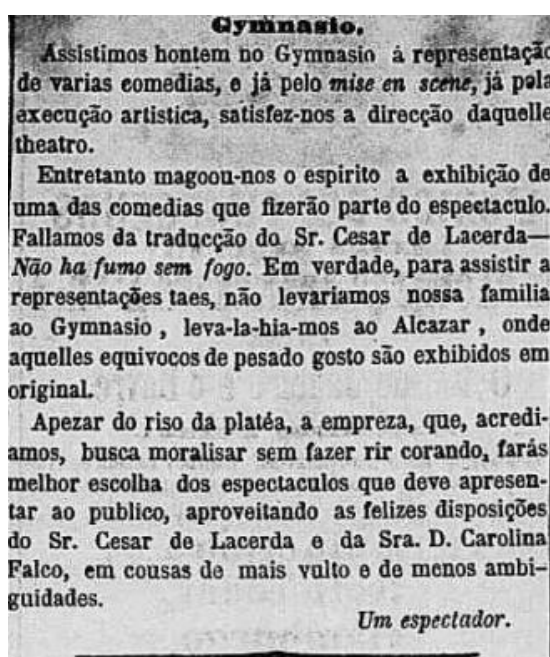 Gymnasio.
Assistimos hontem no Gymnasio á representação
de varias comedias, e já pelo mise en scene, já pela
execução artistica, satisfez-nos a direcção daquelle
theatro.
Entretanto magoou-nos o espirito a exhibição de
uma das comedias que fizerão parte do espectaculo.
Fallamos da traducção do Sr. Cesar de Lacerda—
Não ha fumo sem fogo. Em verdade, para assistir a
representações taes, não levariamos nossa familia
ao Gymnasio , leva-la-hia-mos ao Alcazar , onde
aquelles equivocos de pesado gosto são exhibidos em
original.
Apezar do riso da platéa, a empreza, que, acredi-
amos, busca moralisar sem fazer rir corando, farás
melhor escolha dos espectaculos que deve apresen-
tar ao publico, aproveitando as felizes disposições
do Sr. Cesar de Lacerda e da Sra. D. Carolina
Falco, em cousas de mais vulto e de menos ambi-
guidades.
Um espectador.